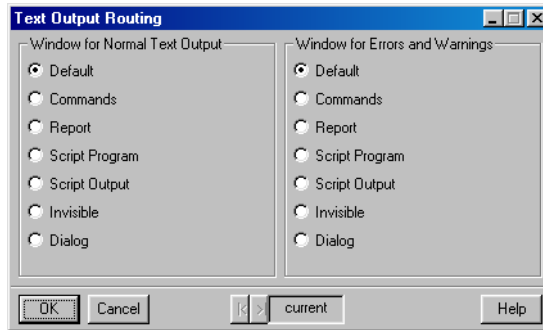 Text Output Routing
Window for Normal Text Output
Default
Commands
Report
Script Program
Script Output
Invisible
Dialog
Window for Errors and Warnings
Default
Commands
Report
Script Program
Script Output
Invisible
Dialog
OK
Cancel
current
Help